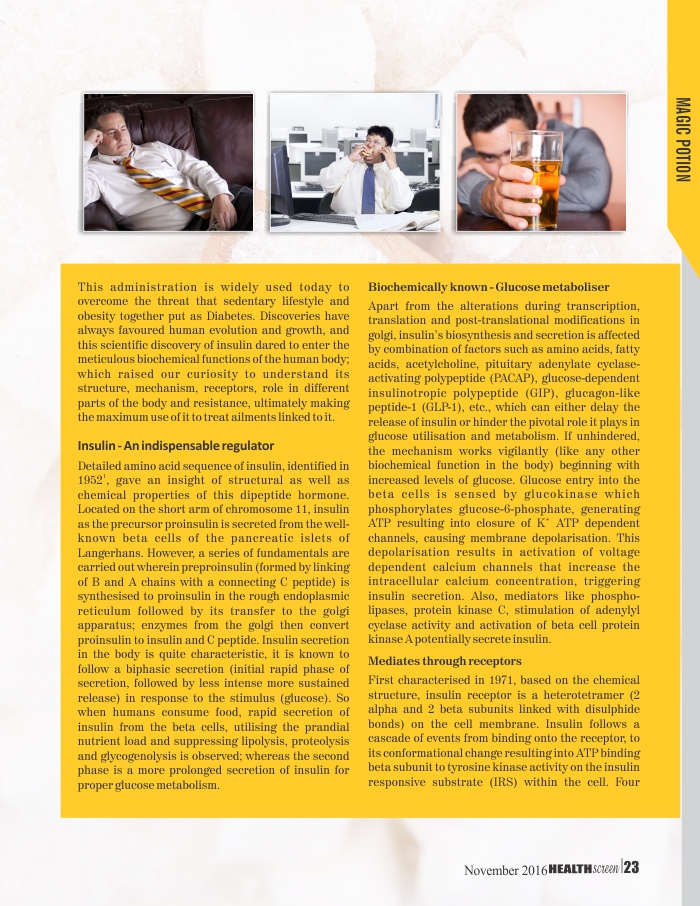 MAGIC POTION
This administration is widely used today to
overcome the threat that sedentary lifestyle and
obesity together put as Diabetes. Discoveries have
always favoured human evolution and growth, and
this scientific discovery of insulin dared to enter the
meticulous biochemical functions of the human body;
which raised our curiosity to understand its
structure, mechanism, receptors, role in different
parts of the body and resistance, ultimately making
the maximum use of it to treat ailments linked to it.
Insulin - An indispensable regulator
Detailed amino acid sequence of insulin, identified in
1952¹, gave an insight of structural as well as
chemical properties of this dipeptide hormone.
Located on the short arm of chromosome 11, insulin
as the precursor proinsulin is secreted from the well-
known beta cells of the pancreatic islets of
Langerhans. However, a series of fundamentals are
carried out wherein preproinsulin (formed by linking
of B and A chains with a connecting C peptide) is
synthesised to proinsulin in the rough endoplasmic
reticulum followed by its transfer to the golgi
apparatus; enzymes from the golgi then convert
proinsulin to insulin and C peptide. Insulin secretion
in the body is quite characteristic, it is known to
follow a biphasic secretion (initial rapid phase of
secretion, followed by less intense more sustained
release) in response to the stimulus (glucose). So
when humans consume food, rapid secretion of
insulin from the beta cells, utilising the prandial
nutrient load and suppressing lipolysis, proteolysis
and glycogenolysis is observed; whereas the second
phase is a more prolonged secretion of insulin for
proper glucose metabolism.
Biochemically known - Glucose metaboliser
Apart from the alterations during transcription,
translation and post-translational modifications in
golgi, insulin's biosynthesis and secretion is affected
by combination of factors such as amino acids, fatty
acids, acetylcholine, pituitary adenylate cyclase-
activating polypeptide (PACAP), glucose-dependent
insulinotropic polypeptide (GIP), glucagon-like
peptide-1 (GLP-1), etc., which can either delay the
release of insulin or hinder the pivotal role it plays in
glucose utilisation and metabolism. If unhindered,
the mechanism works vigilantly (like any other
biochemical function in the body) beginning with
increased levels of glucose. Glucose entry into the
beta cells is sensed by glucokinase which
phosphorylates glucose-6-phosphate, generating
ATP resulting into closure of K⁺ ATP dependent
channels, causing membrane depolarisation. This
depolarisation results in activation of voltage
dependent calcium channels that increase the
intracellular calcium concentration, triggering
insulin secretion. Also, mediators like phospho-
lipases, protein kinase C, stimulation of adenylyl
cyclase activity and activation of beta cell protein
kinase A potentially secrete insulin.
Mediates through receptors
First characterised in 1971, based on the chemical
structure, insulin receptor is a heterotetramer (2
alpha and 2 beta subunits linked with disulphide
bonds) on the cell membrane. Insulin follows a
cascade of events from binding onto the receptor, to
its conformational change resulting into ATP binding
beta subunit to tyrosine kinase activity on the insulin
responsive substrate (IRS) within the cell. Four
November 2016 HEALTH screen | 23